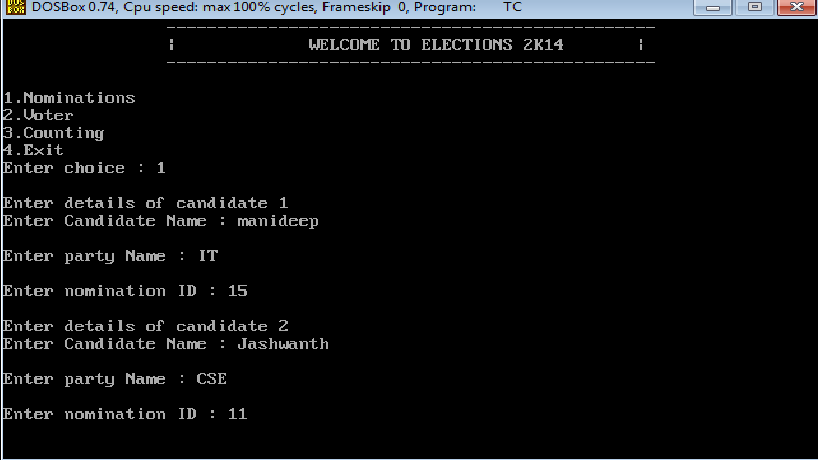 DOS BOX DOSBox 0.74, Cpu speed: max 100% cycles, Frameskip 0, Program: TC
----------------------------------------------------
| WELCOME TO ELECTIONS 2K14 |
----------------------------------------------------
1.Nominations
2.Voter
3.Counting
4.Exit
Enter choice : 1
Enter details of candidate 1
Enter Candidate Name : manideep
Enter party Name : IT
Enter nomination ID : 15
Enter details of candidate 2
Enter Candidate Name : Jashwanth
Enter party Name : CSE
Enter nomination ID : 11